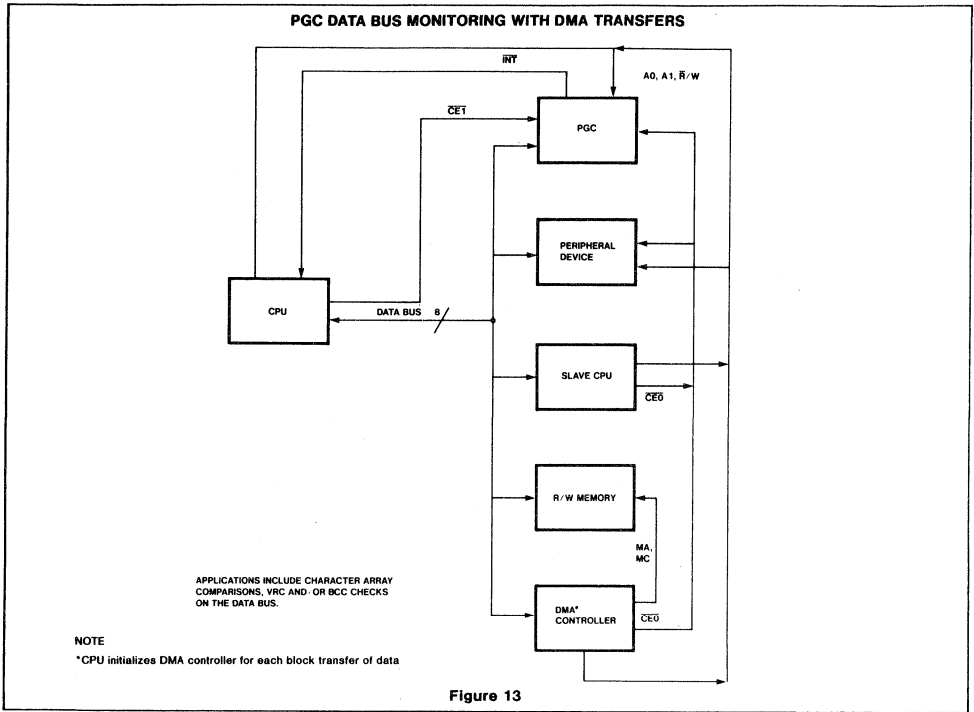 PGC DATA BUS MONITORING WITH DMA TRANSFERS
INT
A0, A1, R/W
CE1
PGC
PERIPHERAL
DEVICE
CPU
DATA BUS 8
SLAVE CPU
CE0
R/W MEMORY
MA,
MC
APPLICATIONS INCLUDE CHARACTER ARRAY
COMPARISONS, VRC AND· OR BCC CHECKS
ON THE DATA BUS.
DMA*
CONTROLLER
CE0
NOTE
*CPU initializes DMA controller for each block transfer of data
Figure 13